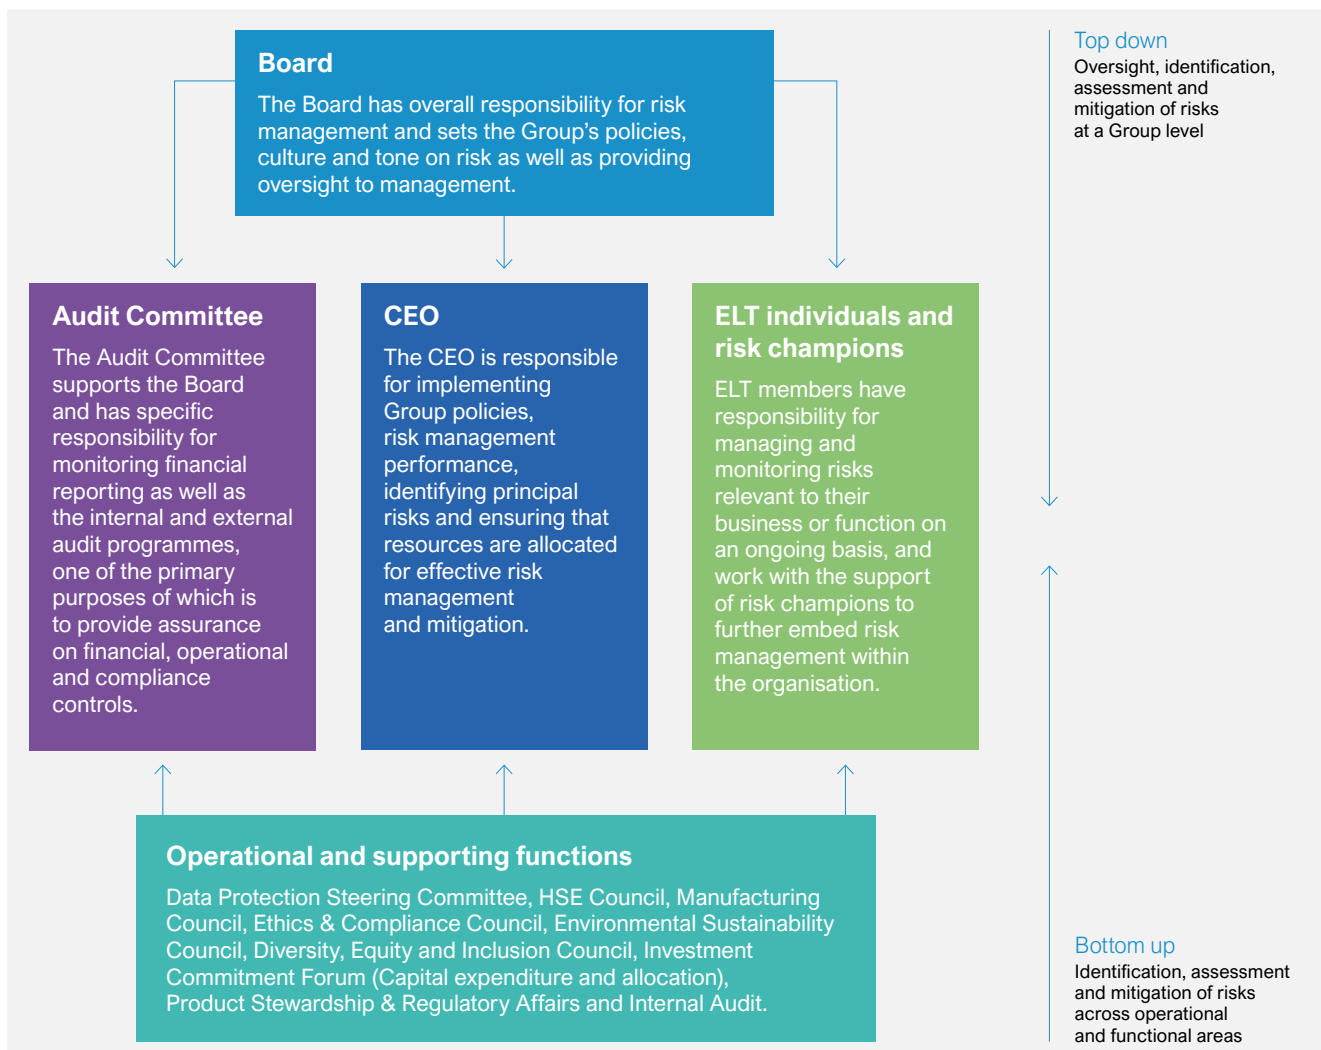 Board
The Board has overall responsibility for risk
management and sets the Group's policies,
culture and tone on risk as well as providing
oversight to management.
Top down
Oversight, identification,
assessment and
mitigation of risks
at a Group level
Audit Committee
The Audit Committee
supports the Board
and has specific
responsibility for
monitoring financial
reporting as well as
the internal and external
audit programmes,
one of the primary
purposes of which is
to provide assurance
on financial, operational
and compliance
controls.
CEO
The CEO is responsible
for implementing
Group policies,
risk management
performance,
identifying principal
risks and ensuring that
resources are allocated
for effective risk
management
and mitigation.
ELT individuals and
risk champions
ELT members have
responsibility for
managing and
monitoring risks
relevant to their
business or function on
an ongoing basis, and
work with the support
of risk champions to
further embed risk
management within
the organisation.
Operational and supporting functions
Data Protection Steering Committee, HSE Council, Manufacturing
Council, Ethics & Compliance Council, Environmental Sustainability
Council, Diversity, Equity and Inclusion Council, Investment
Commitment Forum (Capital expenditure and allocation),
Product Stewardship & Regulatory Affairs and Internal Audit.
Bottom up
Identification, assessment
and mitigation of risks
across operational
and functional areas